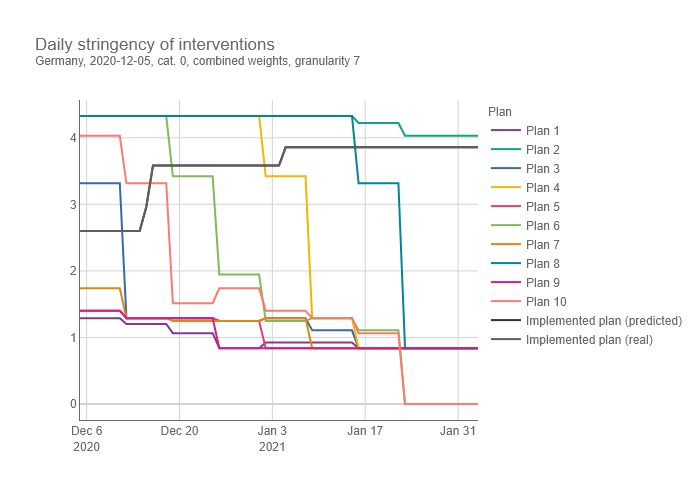 Daily stringency of interventions
Germany, 2020-12-05, cat. 0, combined weights, granularity 7
Plan
Plan 1
Plan 2
Plan 3
Plan 4
Plan 5
Plan 6
Plan 7
Plan 8
Plan 9
Plan 10
Implemented plan (predicted)
Implemented plan (real)
4
3
2
1
0
Dec 6 Dec 20 Jan 3 Jan 17 Jan 31
2020 2021